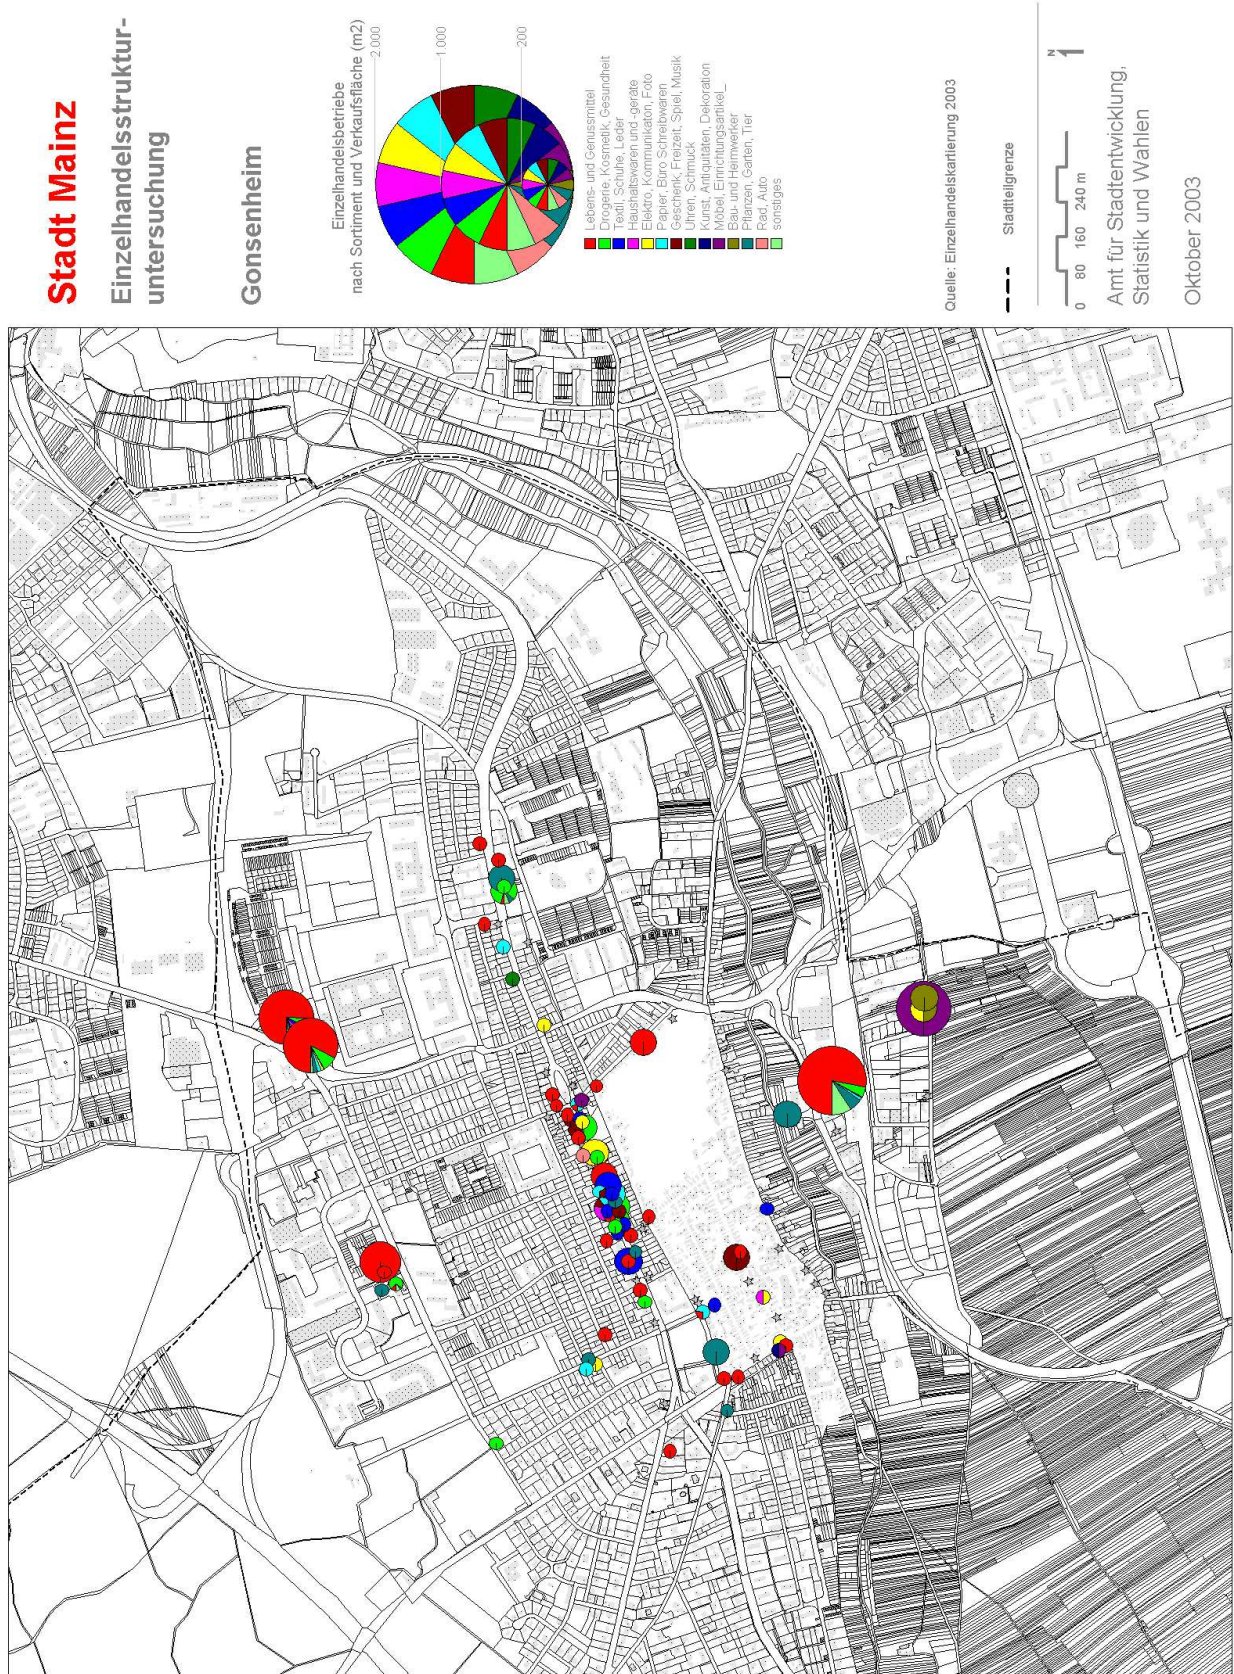 Stadt Mainz
Einzelhandelsstruktur-
untersuchung
Gonsenheim
Einzelhandelsbetriebe
nach Sortiment und Verkaufsfläche (m2)
2.000
1.000
200
Lebens- und Genussmittel
Drogerie, Kosmetik, Gesundheit
Textil, Schuhe, Leder
Haushaltswaren und -geräte
Elektro, Kommunikaton, Foto
Papier, Büro Schreibwaren
Geschenk, Freizeit, Spiel, Musik
Uhren, Schmuck
Kunst, Antiquitäten, Dekoration
Möbel, Einrichtungsartikel_
Bau- und Heimwerker
Pflanzen, Garten, Tier
Rad, Auto
sonstiges
Quelle: Einzelhandelskartierung 2003
Stadtteilgrenze
N
0 80 160 240 m
Amt für Stadtentwicklung,
Statistik und Wahlen
Oktober 2003